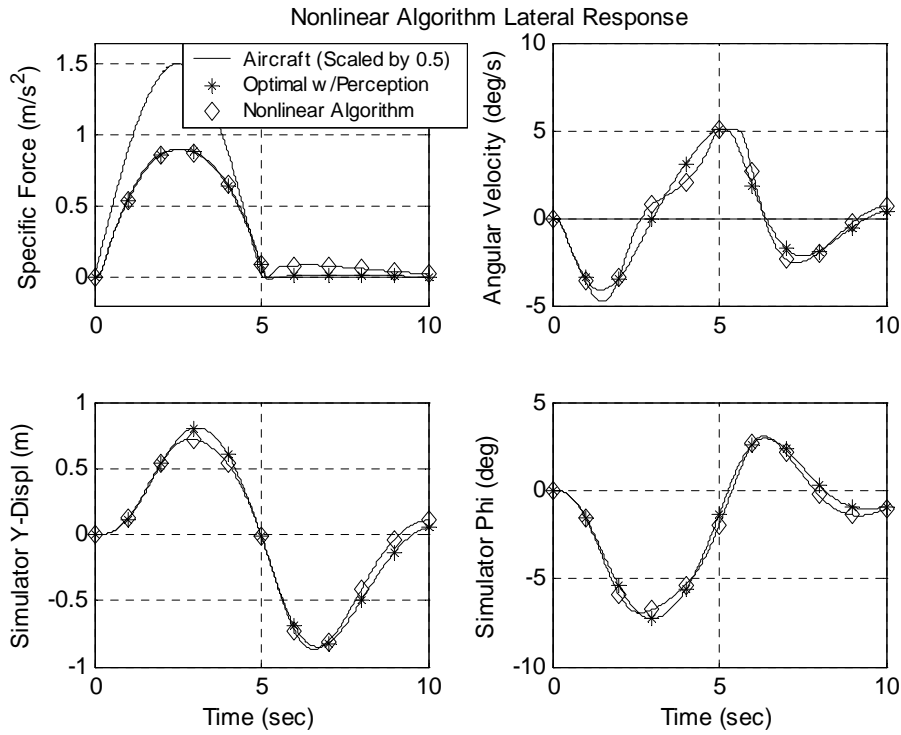 Nonlinear Algorithm Lateral Response
Aircraft (Scaled by 0.5)
Optimal w/Perception
Nonlinear Algorithm
Specific Force (m/s²)
1.5
1
0.5
0
0 5 10
Angular Velocity (deg/s)
10
5
0
-5
0 5 10
Simulator Y-Displ (m)
1
0.5
0
-0.5
-1
0 5 10
Time (sec)
Simulator Phi (deg)
5
0
-5
-10
0 5 10
Time (sec)